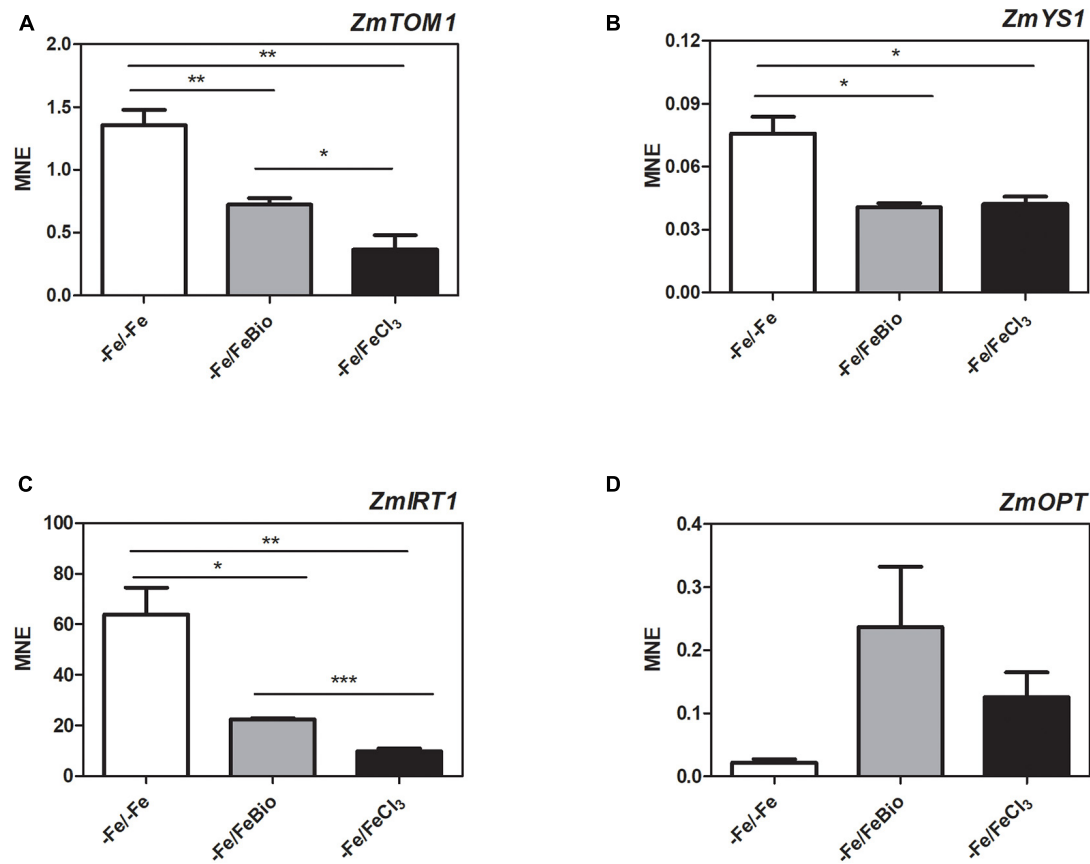 A
ZmTOM1
MNE
2.0
1.5
1.0
0.5
0.0
**
**
*
-Fe/-Fe
-Fe/FeBio
-Fe/FeCl₃
B
ZmYS1
MNE
0.12
0.09
0.06
0.03
0.00
*
*
-Fe/-Fe
-Fe/FeBio
-Fe/FeCl₃
C
ZmIRT1
MNE
100
80
60
40
20
0
**
*
***
-Fe/-Fe
-Fe/FeBio
-Fe/FeCl₃
D
ZmOPT
MNE
0.4
0.3
0.2
0.1
0.0
-Fe/-Fe
-Fe/FeBio
-Fe/FeCl₃